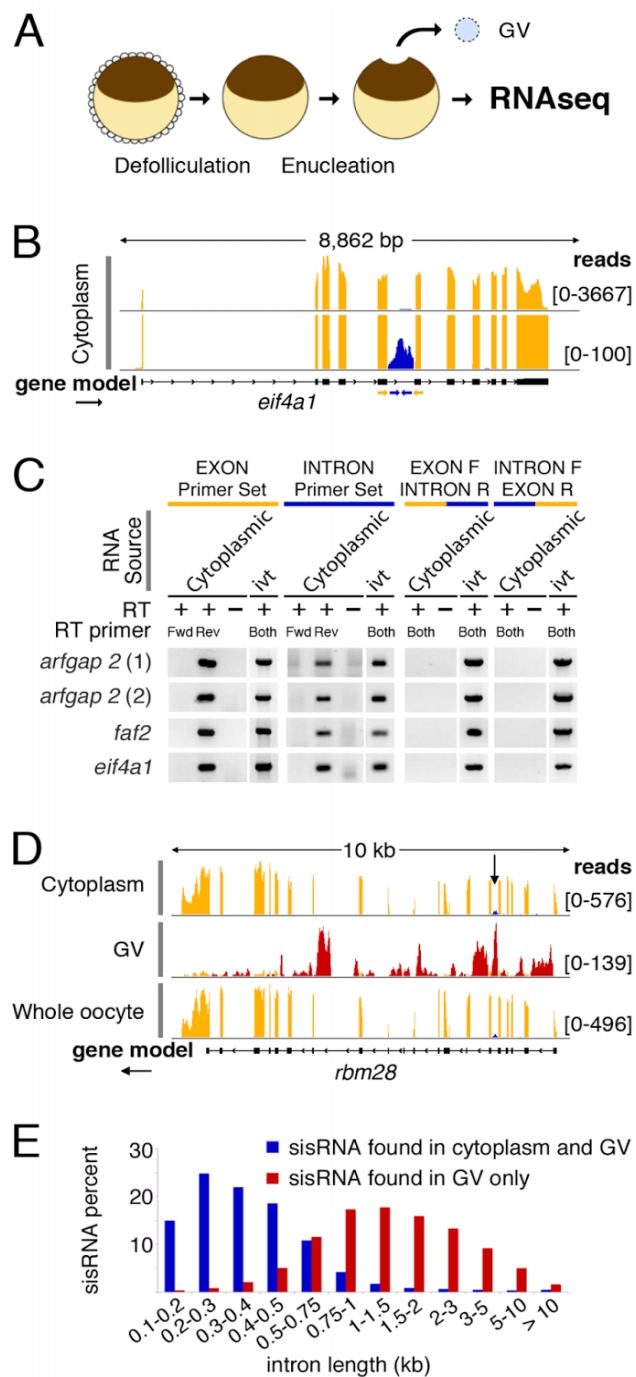 A
GV
RNAseq
Defolliculation Enucleation
B
8,862 bp
reads
Cytoplasm
[0-3667]
[0-100]
gene model
eif4a1
C
EXON
Primer Set
INTRON
Primer Set
EXON F
INTRON R
INTRON F
EXON R
RNA
Source
Cytoplasmic ivt Cytoplasmic ivt Cytoplasmic ivt Cytoplasmic ivt
RT + + − + + + − + + − + + − +
RT primer Fwd Rev Both Fwd Rev Both Both Both Both Both
arfgap 2 (1)
arfgap 2 (2)
faf2
eif4a1
D
10 kb
reads
Cytoplasm
[0-576]
GV
[0-139]
Whole oocyte
[0-496]
gene model
rbm28
E
sisRNA found in cytoplasm and GV
sisRNA found in GV only
sisRNA percent
30
20
10
0.1-0.2 0.2-0.3 0.3-0.4 0.4-0.5 0.5-0.75 0.75-1 1-1.5 1.5-2 2-3 3-5 5-10 > 10
intron length (kb)